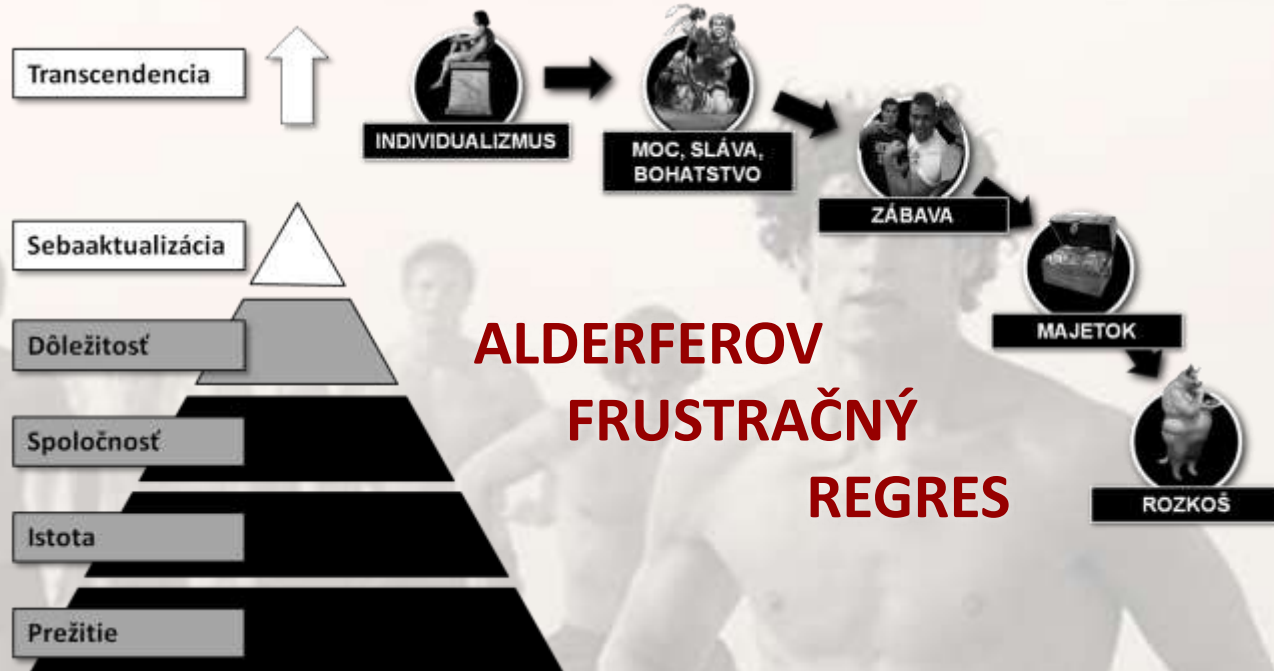 Transcendencia
INDIVIDUALIZMUS
MOC, SLÁVA,
BOHATSTVO
ZÁBAVA
Sebaaktualizácia
MAJETOK
Dôležitosť
ALDERFEROV
FRUSTRAČNÝ
REGRES
Spoločnosť
ROZKOŠ
Istota
Prežitie